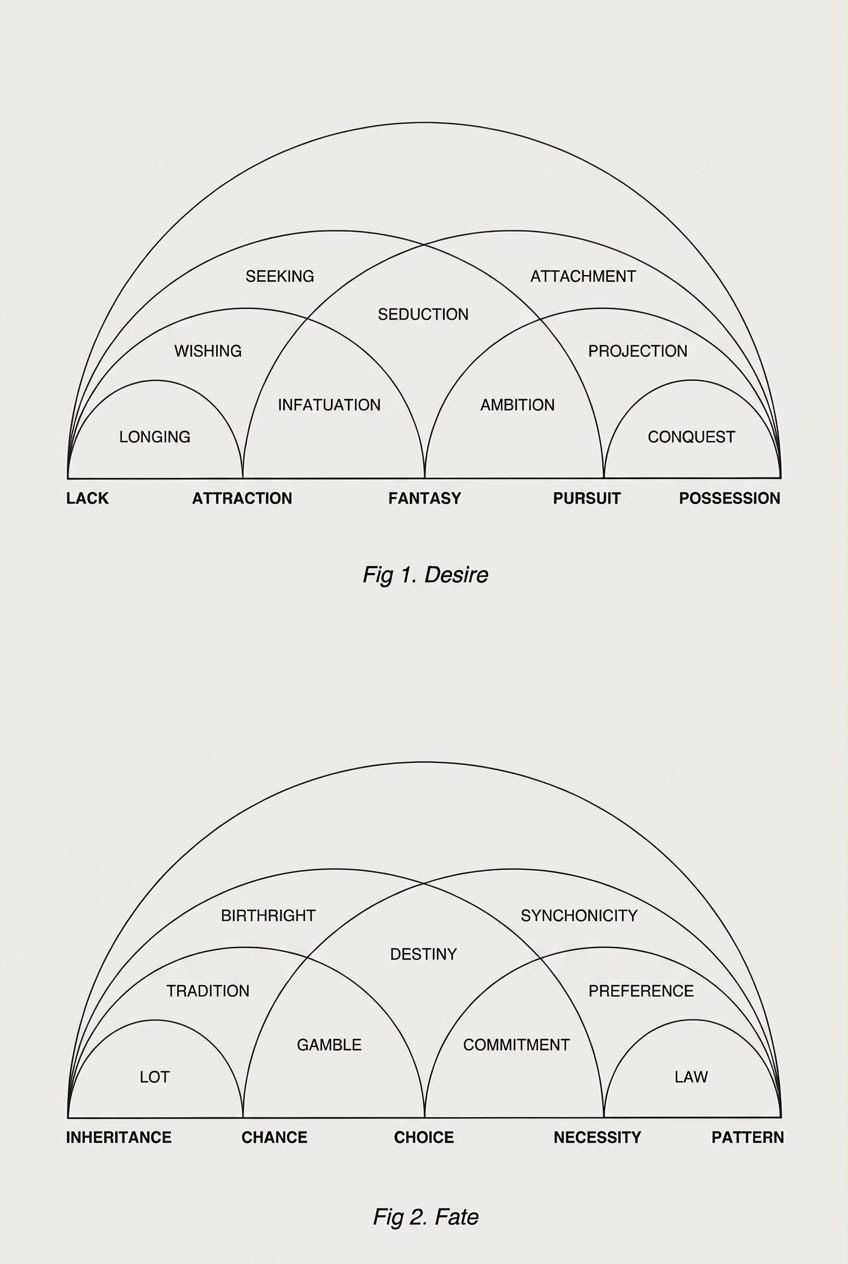 SEEKING
ATTACHMENT
SEDUCTION
WISHING
PROJECTION
INFATUATION
AMBITION
LONGING
CONQUEST
LACK ATTRACTION FANTASY PURSUIT POSSESSION
Fig 1. Desire
BIRTHRIGHT
SYNCHONICITY
DESTINY
TRADITION
PREFERENCE
GAMBLE
COMMITMENT
LOT
LAW
INHERITANCE CHANCE CHOICE NECESSITY PATTERN
Fig 2. Fate